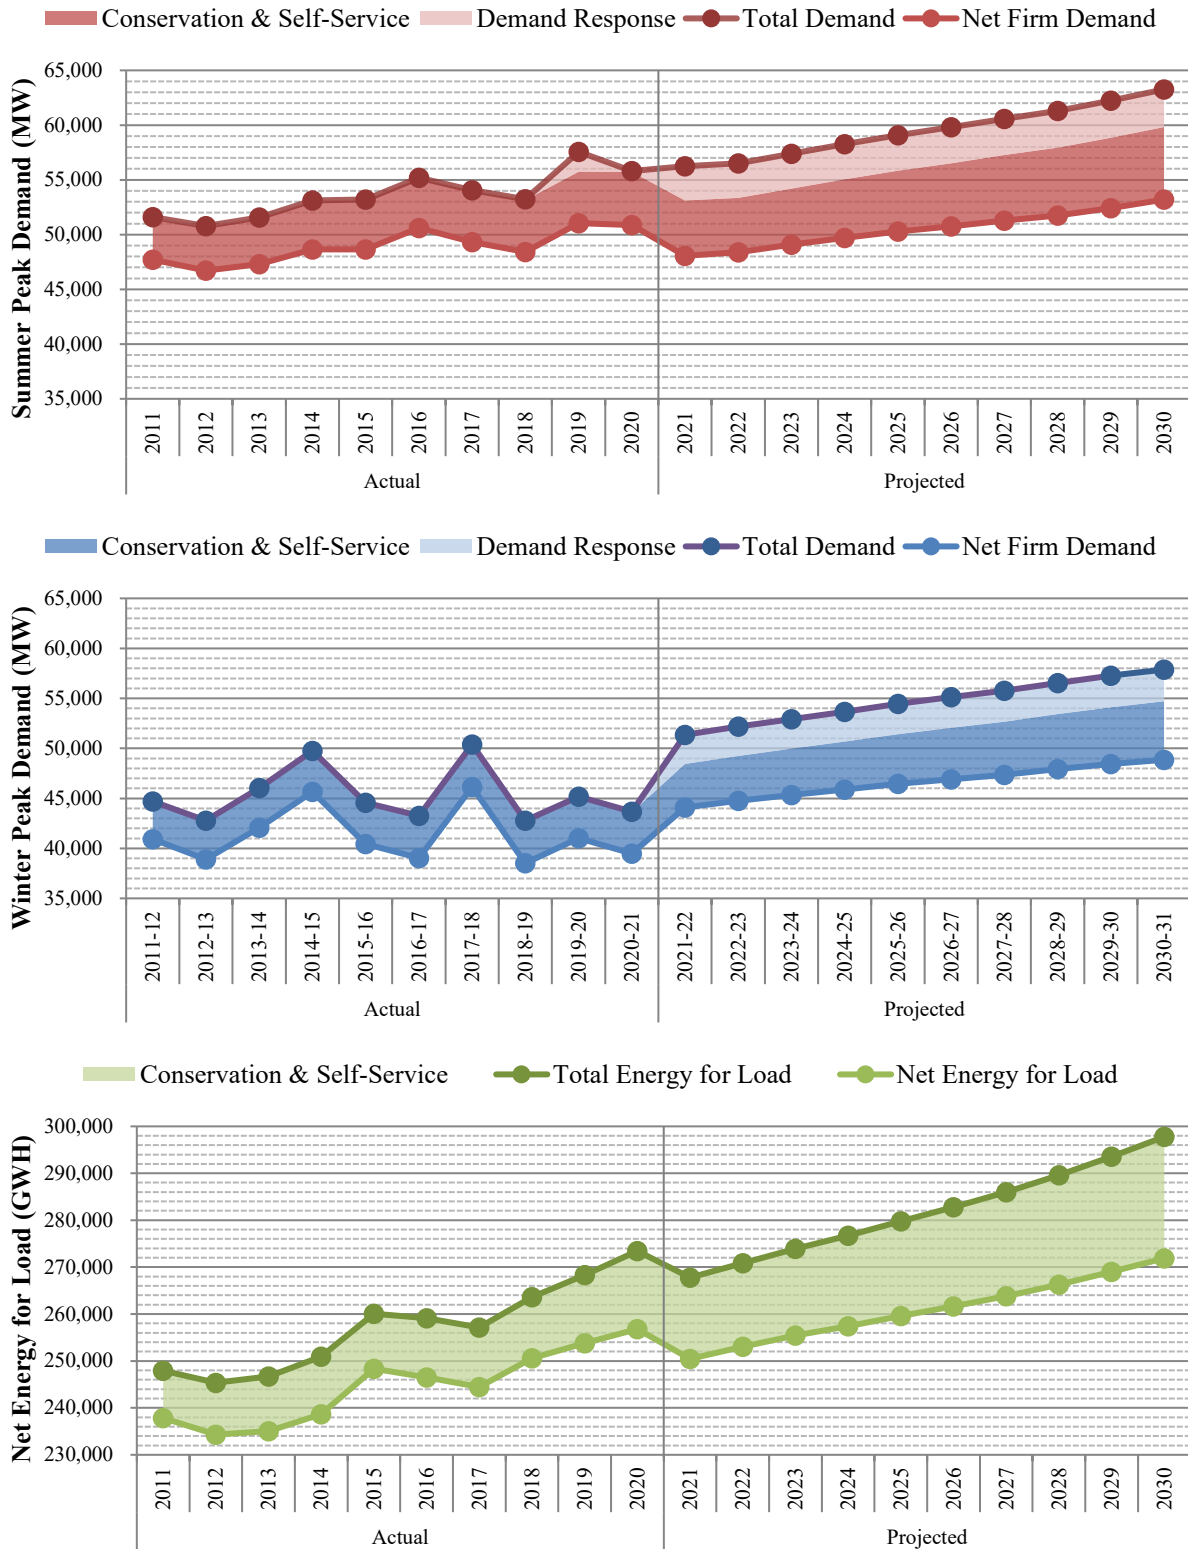 Conservation & Self-Service Demand Response Total Demand Net Firm Demand
Summer Peak Demand (MW)
65,000
60,000
55,000
50,000
45,000
40,000
35,000
2011 2012 2013 2014 2015 2016 2017 2018 2019 2020 2021 2022 2023 2024 2025 2026 2027 2028 2029 2030
Actual Projected
Conservation & Self-Service Demand Response Total Demand Net Firm Demand
Winter Peak Demand (MW)
65,000
60,000
55,000
50,000
45,000
40,000
35,000
2011-12 2012-13 2013-14 2014-15 2015-16 2016-17 2017-18 2018-19 2019-20 2020-21 2021-22 2022-23 2023-24 2024-25 2025-26 2026-27 2027-28 2028-29 2029-30 2030-31
Actual Projected
Conservation & Self-Service Total Energy for Load Net Energy for Load
Net Energy for Load (GWH)
300,000
290,000
280,000
270,000
260,000
250,000
240,000
230,000
2011 2012 2013 2014 2015 2016 2017 2018 2019 2020 2021 2022 2023 2024 2025 2026 2027 2028 2029 2030
Actual Projected